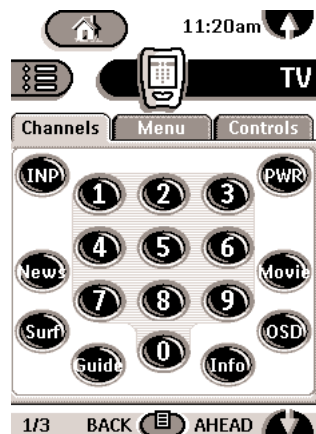 11:20am
TV
Channels Menu Controls
INP PWR
1 2 3
4 5 6
News Movie
7 8 9
Surf OSD
Guide 0 Info
1/3 BACK AHEAD